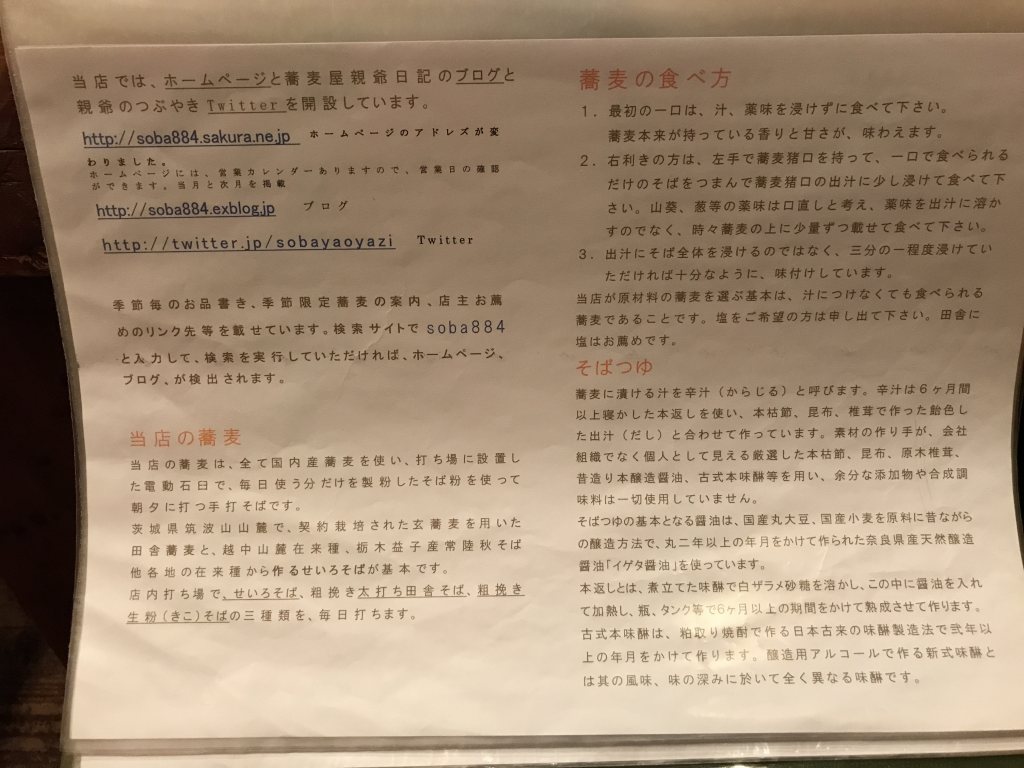 当店では、ホームページと蕎麦屋親爺日記のブログと
親爺のつぶやき Twitter を開設しています。
http://soba884.sakura.ne.jp ホームページのアドレズが変
わりました。
ホームページには、営業カレンダーありますので、営業日の確認
ができます。当月と次月を掲載
http://soba884.exblog.jp ブログ
http://twitter.jp/sobayaoyazi Twitter
季節毎のお品書き、季節限定蕎麦の案内、店主お薦
めのリンク先等を載せています。検索サイトで soba884
と入力して、検索を実行していただければ、ホームページ、
ブログ、が検出されます。
当店の蕎麦
当店の蕎麦は、全て国内産蕎麦を使い、打ち場に設置し
た電動石臼で、毎日使う分だけを製粉したそば粉を使って
朝夕に打つ手打そばです。
茨城県筑波山山麓で、契約栽培された玄蕎麦を用いた
田舎蕎麦と、越中山麓在来種、栃木益子産常陸秋そば
他各地の在来種から作るせいろそばが基本です。
店内打ち場で、せいろそば、粗挽き太打ち田舎そば、粗挽き
生粉(きこ)そばの三種類を、毎日打ちます。
蕎麦の食べ方
1. 最初の一口は、汁、薬味を浸けずに食べて下さい。
蕎麦本来が持っている香りと甘さが、味わえます。
2. 右利きの方は、左手で蕎麦猪口を持って、一口で食べられる
だけのそばをつまんで蕎麦猪口の出汁に少し浸けて食べて下
さい。山葵、葱等の薬味は口直しと考え、薬味を出汁に溶か
すのでなく、時々蕎麦の上に少量ずつ載せて食べて下さい。
3. 出汁にそば全体を浸けるのではなく、三分の一程度浸けてい
ただければ十分なように、味付けしています。
当店が原材料の蕎麦を選ぶ基本は、汁につけなくても食べられる
蕎麦であることです。塩をご希望の方は申し出て下さい。田舎に
塩はお薦めです。
そばつゆ
蕎麦に漬ける汁を辛汁(からじる)と呼びます。辛汁は6ヶ月間
以上寝かした本返しを使い、本枯節、昆布、椎茸で作った飴色し
た出汁(だし)と合わせて作っています。素材の作り手が、会社
組織でなく個人として見える厳選した本枯節、昆布、原木椎茸、
昔造り本醸造醤油、古式本味醂等を用い、余分な添加物や合成調
味料は一切使用していません。
そばつゆの基本となる醤油は、国産丸大豆、国産小麦を原料に昔ながら
の醸造方法で、丸二年以上の年月をかけて作られた奈良県産天然醸造
醤油「イゲタ醤油」を使っています。
本返しとは、煮立てた味醂で白ザラメ砂糖を溶かし、この中に醤油を入れ
て加熱し、瓶、タンク等で6ヶ月以上の期間をかけて熟成させて作ります。
古式本味醂は、粕取り焼酎で作る日本古来の味醂製造法で弐年以
上の年月をかけて作ります。醸造用アルコールで作る新式味醂と
は其の風味、味の深みに於いて全く異なる味醂です。